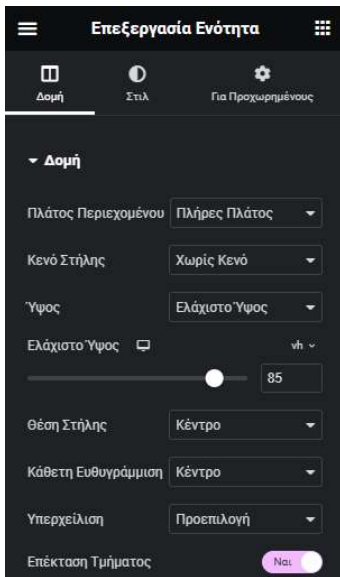 Επεξεργασία Ενότητα
Δομή
Στιλ
Για Προχωρημένους
Δομή
Πλάτος Περιεχομένου Πλήρες Πλάτος
Κενό Στήλης Χωρίς Κενό
Ύψος Ελάχιστο Ύψος
Ελάχιστο Ύψος vh
85
Θέση Στήλης Κέντρο
Κάθετη Ευθυγράμμιση Κέντρο
Υπερχείλιση Προεπιλογή
Επέκταση Τμήματος Ναι